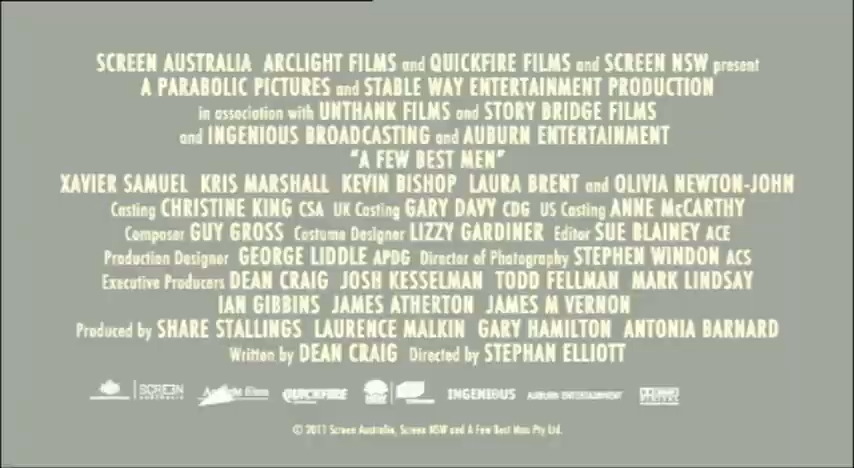 SCREEN AUSTRALIA ARCLIGHT FILMS and QUICKFIRE FILMS and SCREEN NSW present
A PARABOLIC PICTURES and STABLE WAY ENTERTAINMENT PRODUCTION
in association with UNTHANK FILMS and STORY BRIDGE FILMS
and INGENIOUS BROADCASTING and AUBURN ENTERTAINMENT
"A FEW BEST MEN"
XAVIER SAMUEL KRIS MARSHALL KEVIN BISHOP LAURA BRENT and OLIVIA NEWTON-JOHN
Casting CHRISTINE KING CSA UK Casting GARY DAVY CDG US Casting ANNE McCARTHY
Composer GUY GROSS Costume Designer LIZZY GARDINER Editor SUE BLAINEY ACE
Production Designer GEORGE LIDDLE APDG Director of Photography STEPHEN WINDON ACS
Executive Producers DEAN CRAIG JOSH KESSELMAN TODD FELLMAN MARK LINDSAY
IAN GIBBINS JAMES ATHERTON JAMES M VERNON
Produced by SHARE STALLINGS LAURENCE MALKIN GARY HAMILTON ANTONIA BARNARD
Written by DEAN CRAIG Directed by STEPHAN ELLIOTT
SCREEN AUSTRALIA Arclight Films QUICKFIRE NSW INGENIOUS AUBURN ENTERTAINMENT
© 2011 Screen Australia, Screen NSW and A Few Best Men Pty Ltd.